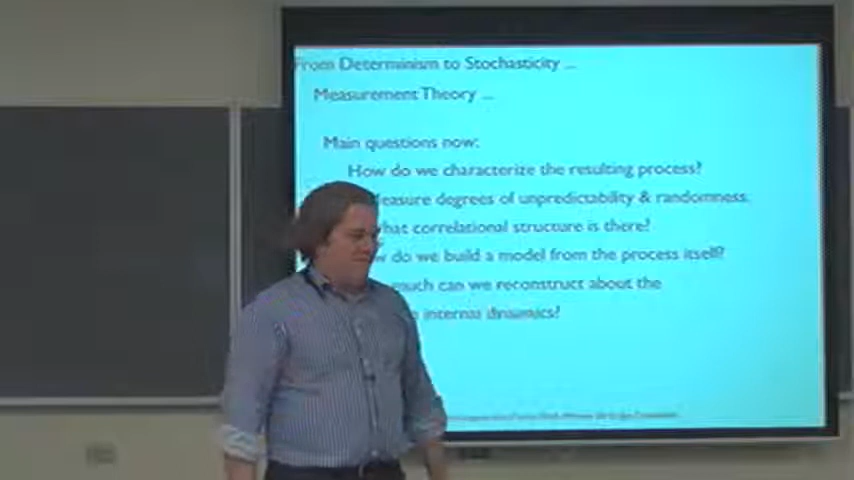 From Determinism to Stochasticity ...
Measurement Theory ...
Main questions now:
How do we characterize the resulting process?
Measure degrees of unpredictability & randomness.
What correlational structure is there?
do we build a model from the process itself?
much can we reconstruct about the
internal dynamics?